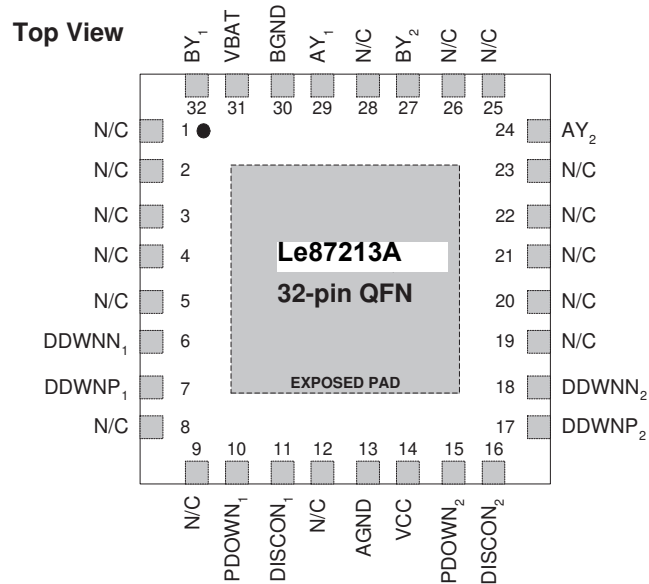 Top View
BY₁ VBAT BGND AY₁ N/C BY₂ N/C N/C
32 31 30 29 28 27 26 25
N/C 1 24 AY₂
N/C 2 23 N/C
N/C 3 22 N/C
N/C 4 21 N/C
N/C 5 20 N/C
DDWNN₁ 6 19 N/C
DDWNP₁ 7 18 DDWNN₂
N/C 8 17 DDWNP₂
Le87213A
32-pin QFN
EXPOSED PAD
9 10 11 12 13 14 15 16
N/C PDOWN₁ DISCON₁ N/C AGND VCC PDOWN₂ DISCON₂